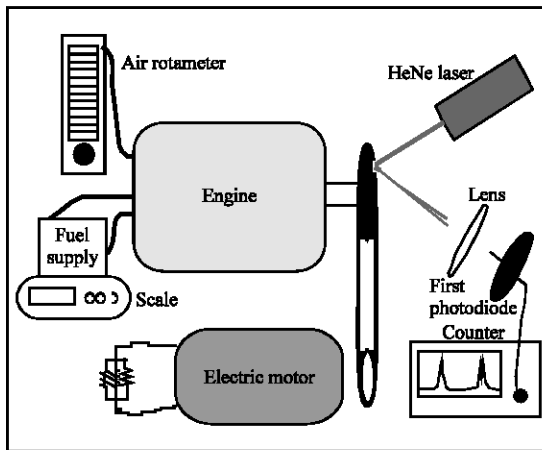 Air rotameter
HeNe laser
Engine
Lens
Fuel
supply
Scale
First
photodiode
Counter
Electric motor